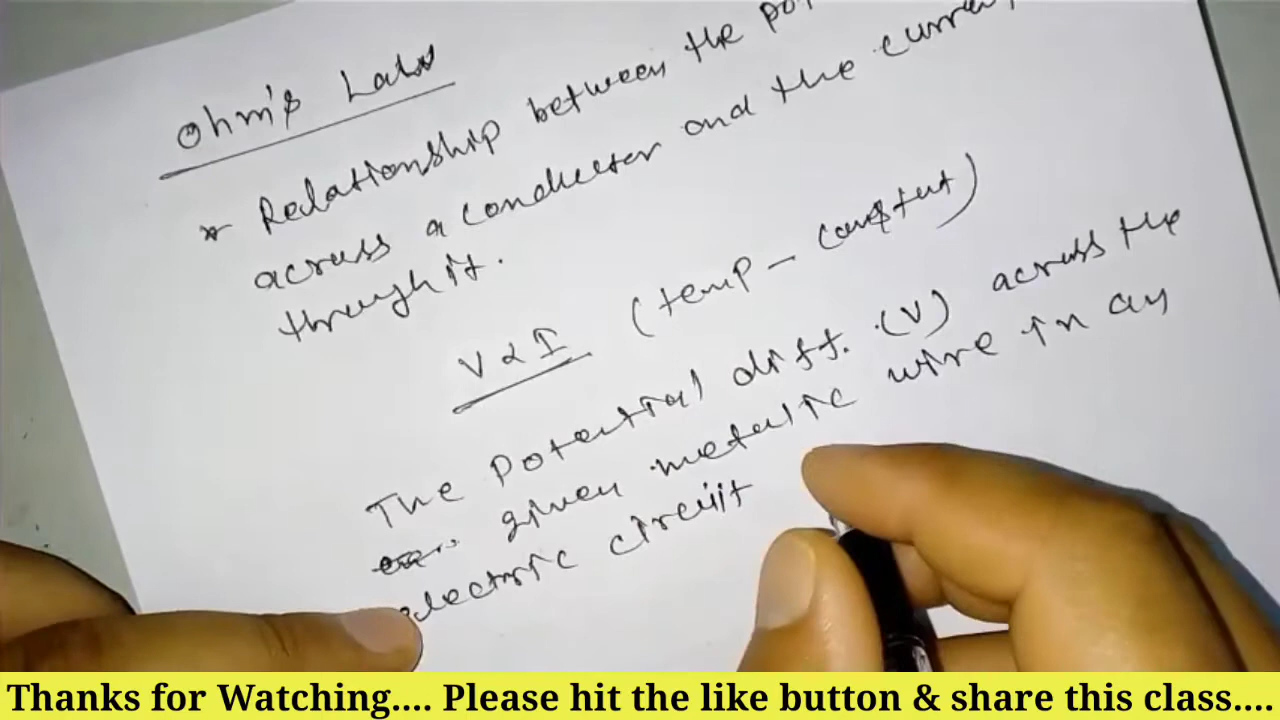 Ohm's Law
* Relationship between the po
across a conductor and the curren
through it.
V α I (temp - constant)
The Potential diff. (V) across the
given metallic wire in an
electric circuit
Thanks for Watching.... Please hit the like button & share this class....